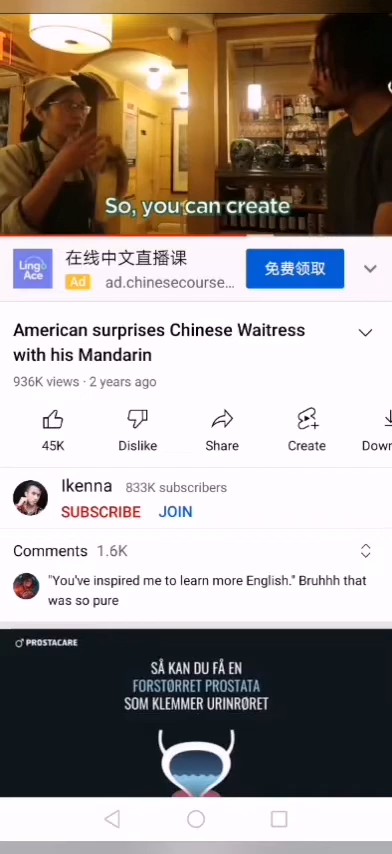 So, you can create
Ling
Ace
在线中文直播课
Ad ad.chinesecourse...
免费领取
American surprises Chinese Waitress
with his Mandarin
936K views · 2 years ago
45K Dislike Share Create Down
Ikenna 833K subscribers
SUBSCRIBE JOIN
Comments 1.6K
"You've inspired me to learn more English." Bruhhh that
was so pure
PROSTACARE
SÅ KAN DU FÅ EN
FORSTØRRET PROSTATA
SOM KLEMMER URINRØRET